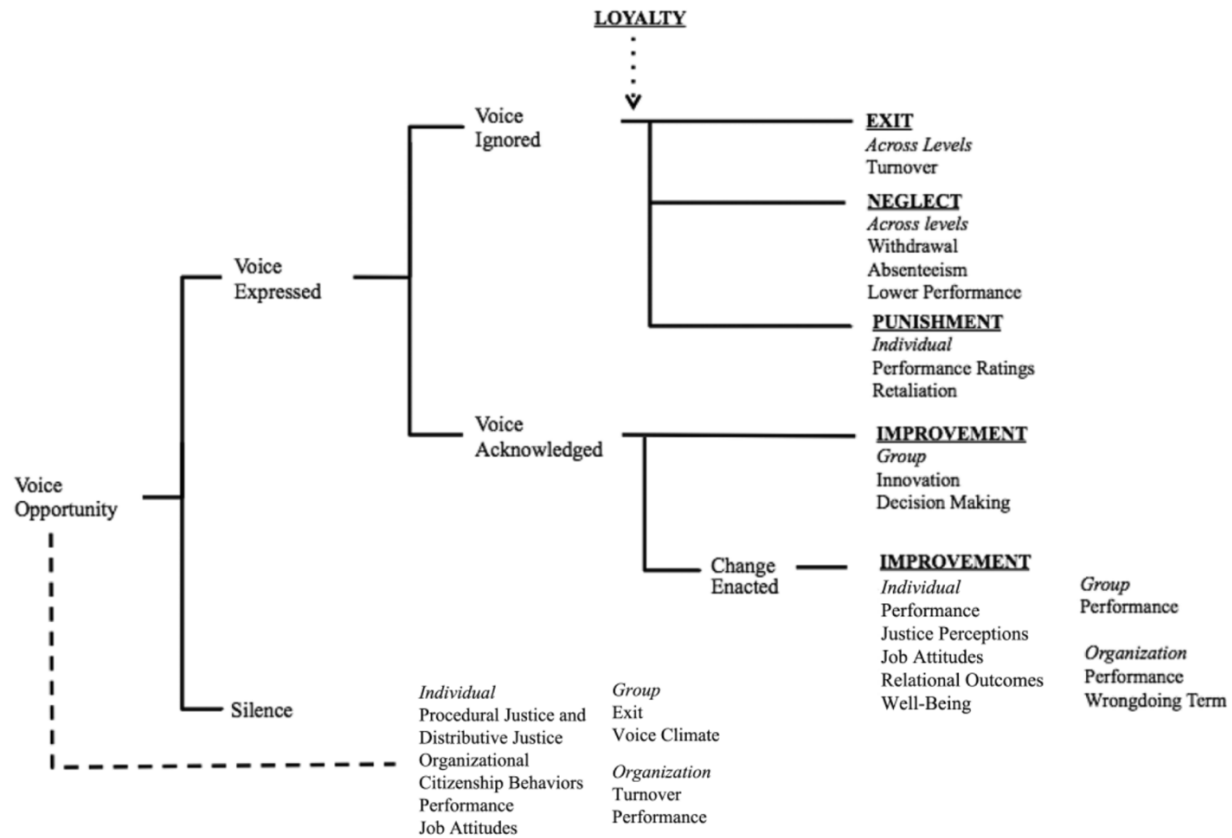 LOYALTY
Voice
Ignored
EXIT
Across Levels
Turnover
NEGLECT
Across levels
Withdrawal
Absenteeism
Lower Performance
Voice
Expressed
PUNISHMENT
Individual
Performance Ratings
Retaliation
Voice
Acknowledged
IMPROVEMENT
Group
Innovation
Decision Making
Voice
Opportunity
Change
Enacted
IMPROVEMENT
Individual
Performance
Justice Perceptions
Job Attitudes
Relational Outcomes
Well-Being
Group
Performance
Organization
Performance
Wrongdoing Term
Silence
Individual
Procedural Justice and
Distributive Justice
Organizational
Citizenship Behaviors
Performance
Job Attitudes
Group
Exit
Voice Climate
Organization
Turnover
Performance